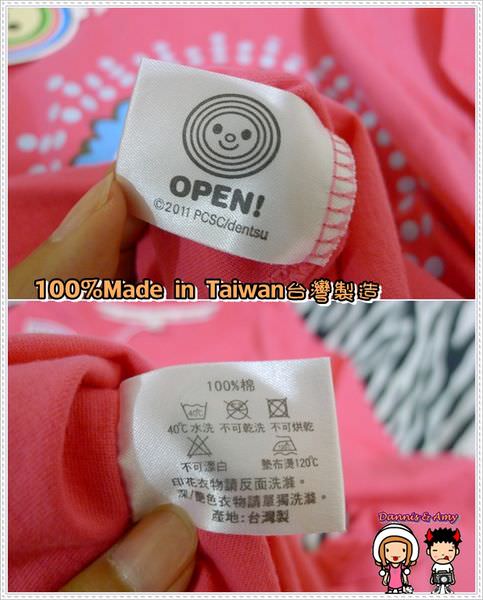 OPEN!
©2011 PCSC/dentsu
100%Made in Taiwan台灣製造
100%棉
40℃
40℃水洗 不可乾洗 不可烘乾
不可漂白 墊布燙120℃
印花衣物請反面洗滌。
深/艷色衣物請單獨洗滌。
產地:台灣製
Dannis & Amy